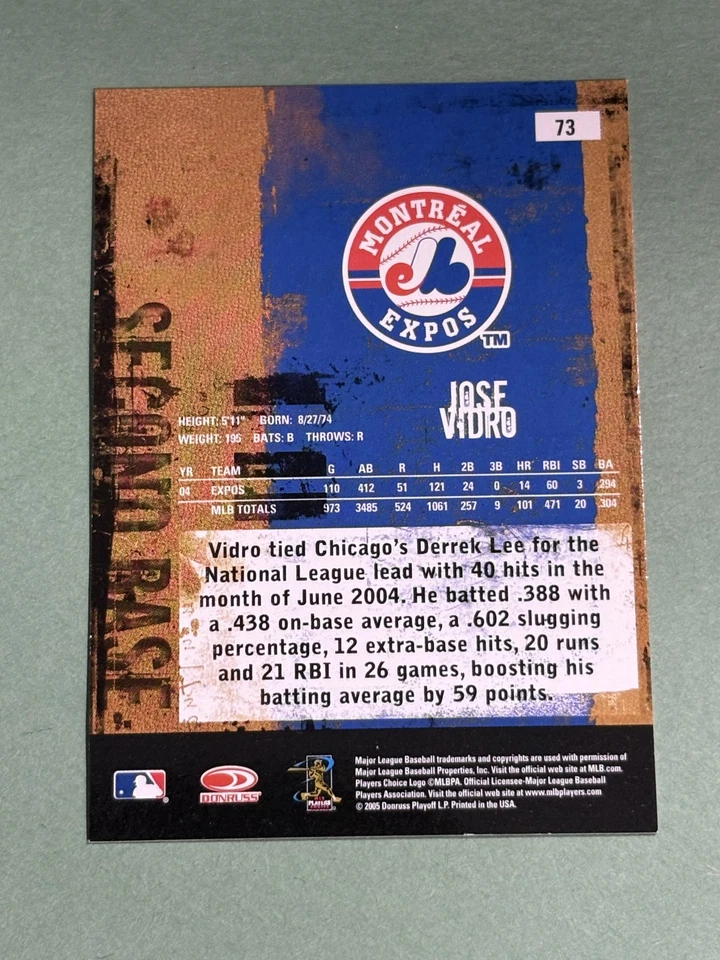 73
MONTRÉAL
eb
EXPOS
TM
SECOND BASE
JOSE
VIDRO
HEIGHT: 5'11" BORN: 8/27/74
WEIGHT: 195 BATS: B THROWS: R
YR TEAM G AB R H 2B 3B HR RBI SB BA
04 EXPOS 110 412 51 121 24 0 14 60 3 .294
MLB TOTALS 973 3485 524 1061 257 9 101 471 20 .304
Vidro tied Chicago's Derrek Lee for the
National League lead with 40 hits in the
month of June 2004. He batted .388 with
a .438 on-base average, a .602 slugging
percentage, 12 extra-base hits, 20 runs
and 21 RBI in 26 games, boosting his
batting average by 59 points.
DONRUSS
PLAYERS
CHOICE
Major League Baseball trademarks and copyrights are used with permission of
Major League Baseball Properties, Inc. Visit the official web site at MLB.com.
Players Choice Logo ©MLBPA. Official Licensee-Major League Baseball
Players Association. Visit the official web site at www.mlbplayers.com
© 2005 Donruss Playoff L.P. Printed in the USA.